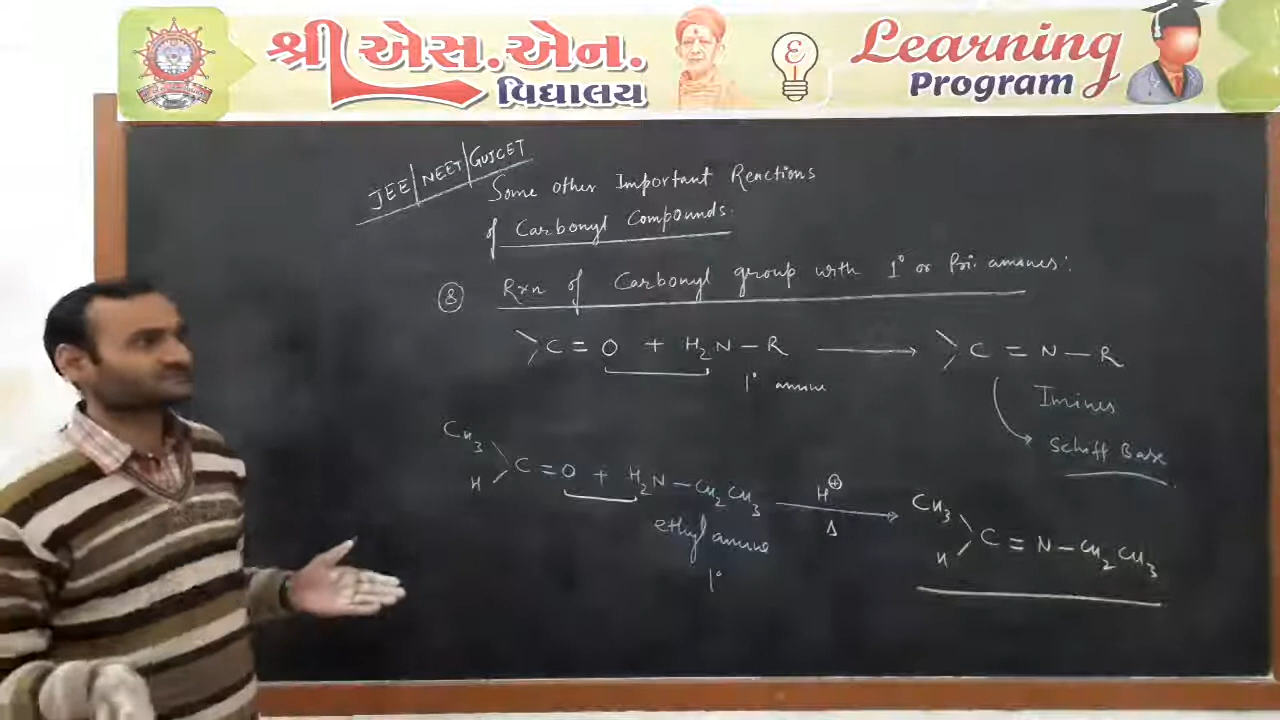 શ્રી એસ.એન.
વિદ્યાલય
Learning
Program
JEE/NEET/GUJCET
Some other Important Reactions
of Carbonyl Compounds.
8 Rxn of Carbonyl group with 1° or Pri. amines:
C = O + H2N - R → C = N - R
1° amine
Imines
Schiff Base
CH3
H
C = O + H2N - CH2CH3
H⊕
Δ
CH3
H
C = N - CH2CH3
ethyl amine
1°